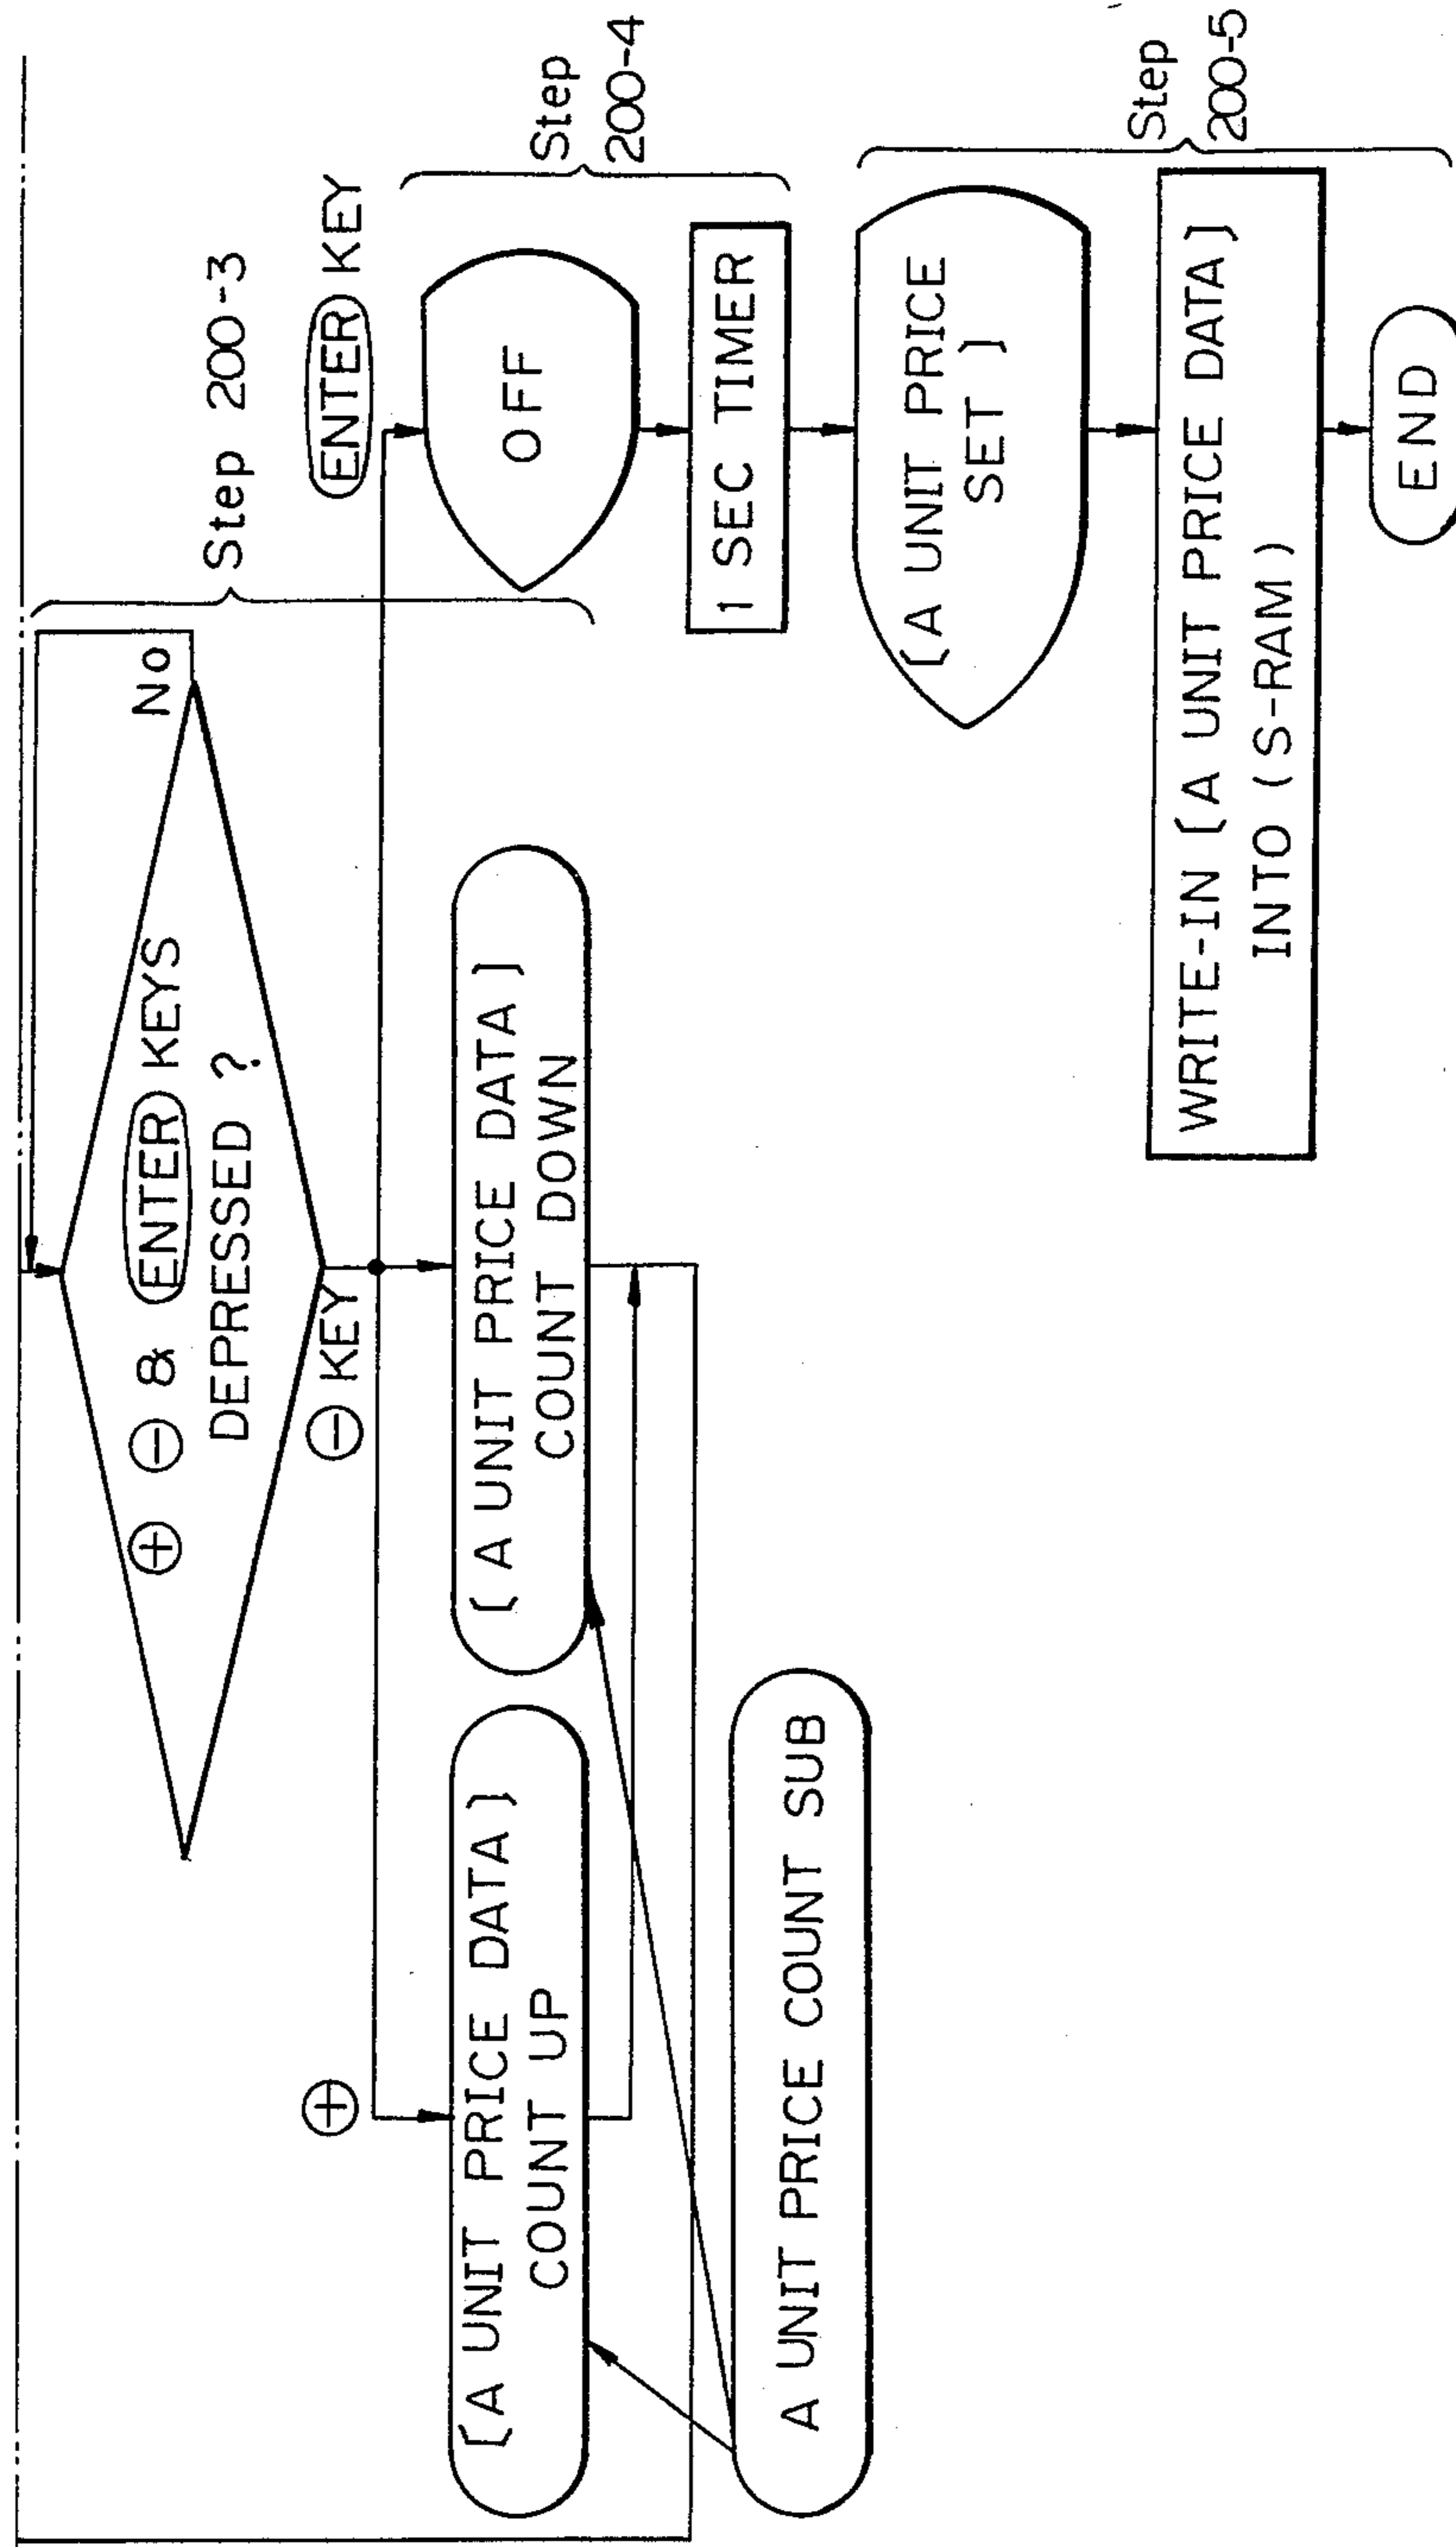 ⊕ ⊖ & ENTER KEYS
DEPRESSED ?
No
Step 200-3
⊕
⊖ KEY
ENTER KEY
[A UNIT PRICE DATA]
COUNT UP
[A UNIT PRICE DATA]
COUNT DOWN
A UNIT PRICE COUNT SUB
OFF
1 SEC TIMER
Step
200-4
[A UNIT PRICE
SET]
WRITE-IN [A UNIT PRICE DATA]
INTO (S-RAM)
Step
200-5
END